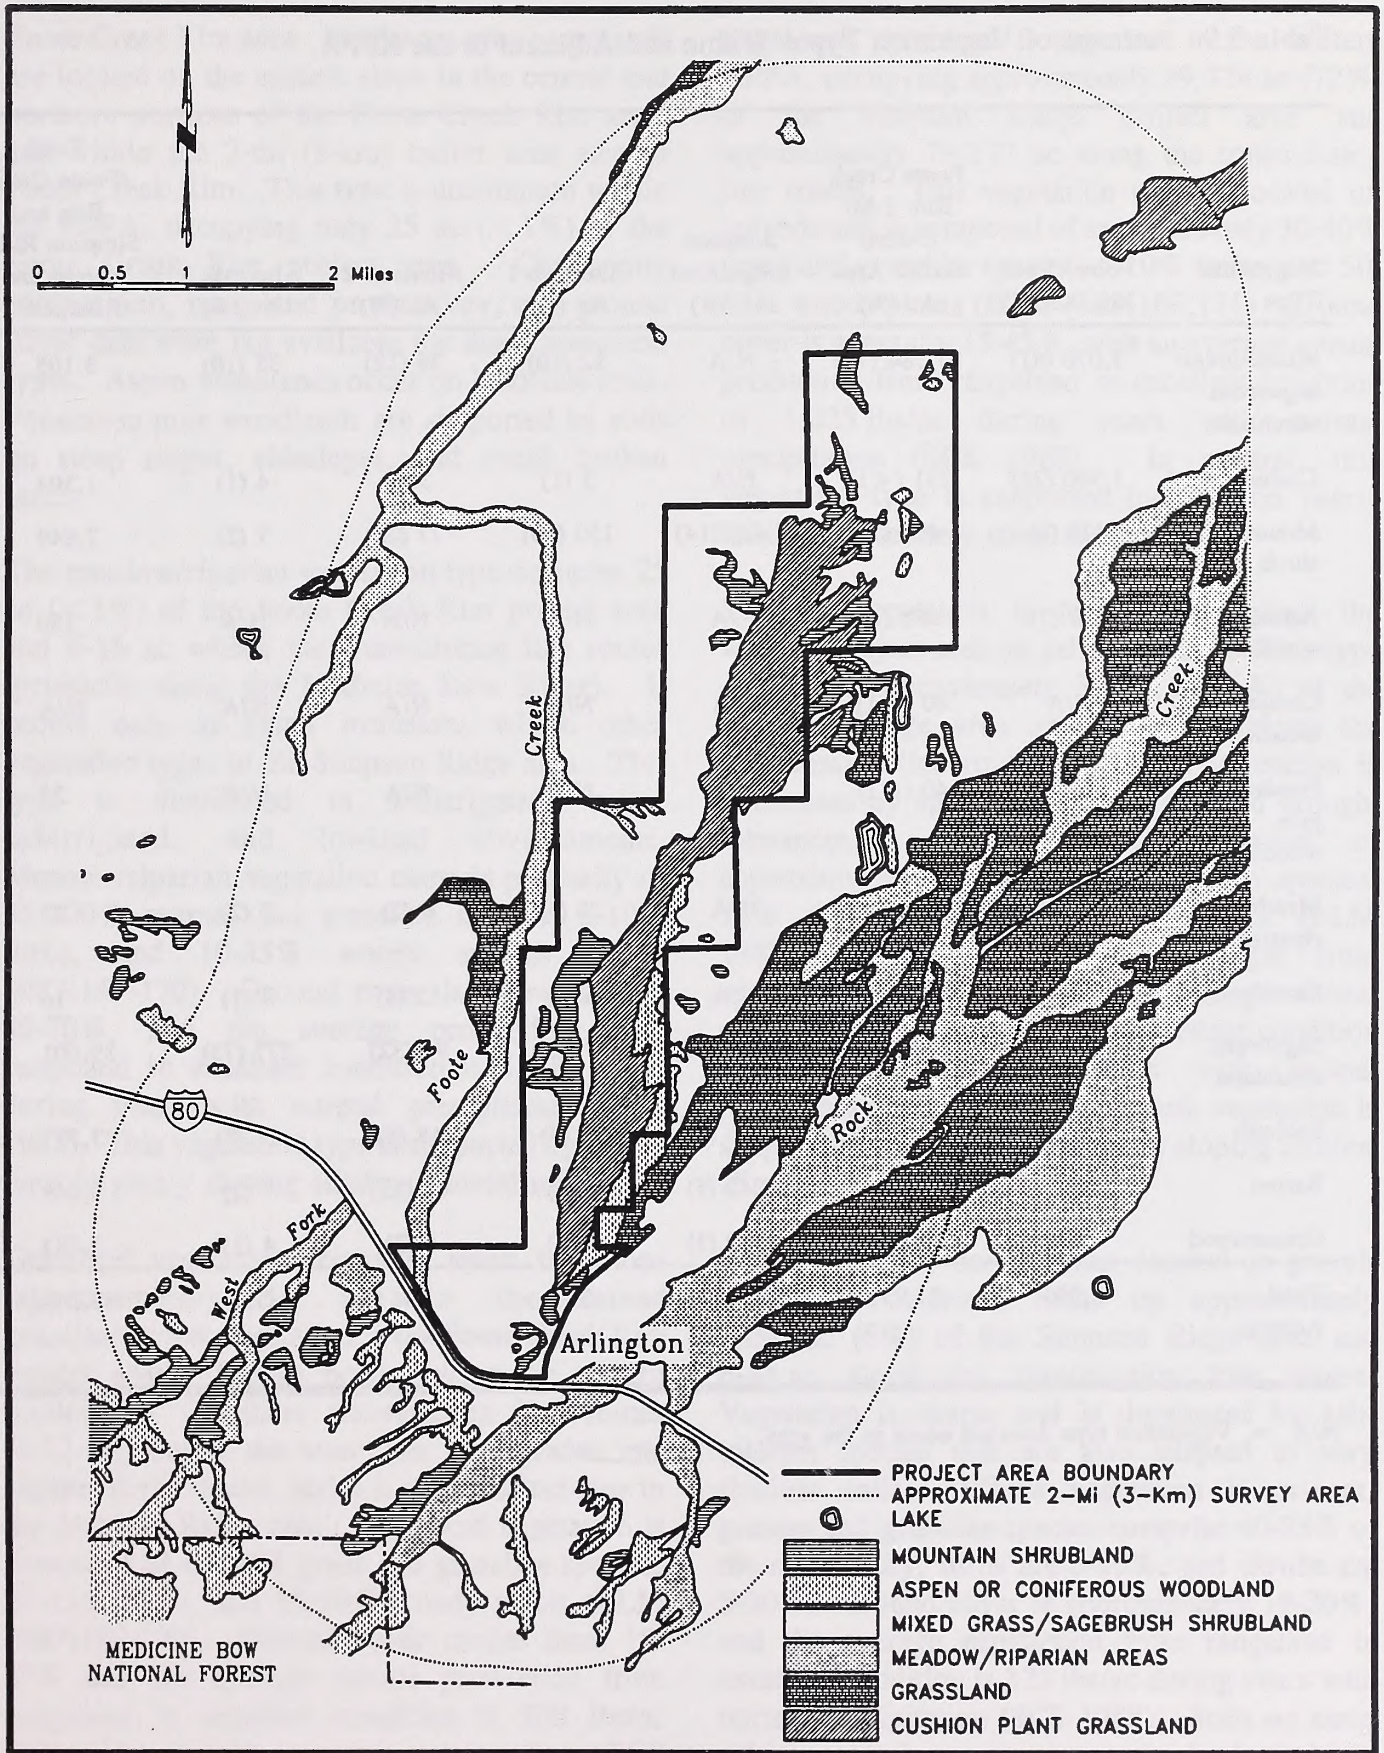 N
0 0.5 1 2 Miles
Creek
Creek
Foote
80
Rock
West Fork
Arlington
PROJECT AREA BOUNDARY
APPROXIMATE 2-Mi (3-Km) SURVEY AREA
LAKE
MOUNTAIN SHRUBLAND
ASPEN OR CONIFEROUS WOODLAND
MIXED GRASS/SAGEBRUSH SHRUBLAND
MEADOW/RIPARIAN AREAS
GRASSLAND
CUSHION PLANT GRASSLAND
MEDICINE BOW
NATIONAL FOREST